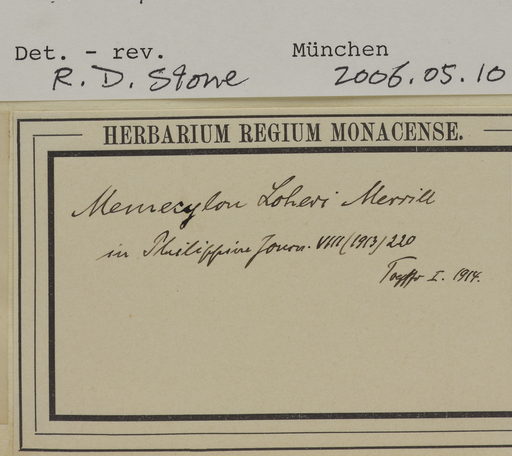 Det. - rev. München
R. D. Stone 2006.05.10
HERBARIUM REGIUM MONACENSE.
Memecylon Loheri Merrill
in Philippine Journ. VIII (1913) 220
I. 1914.